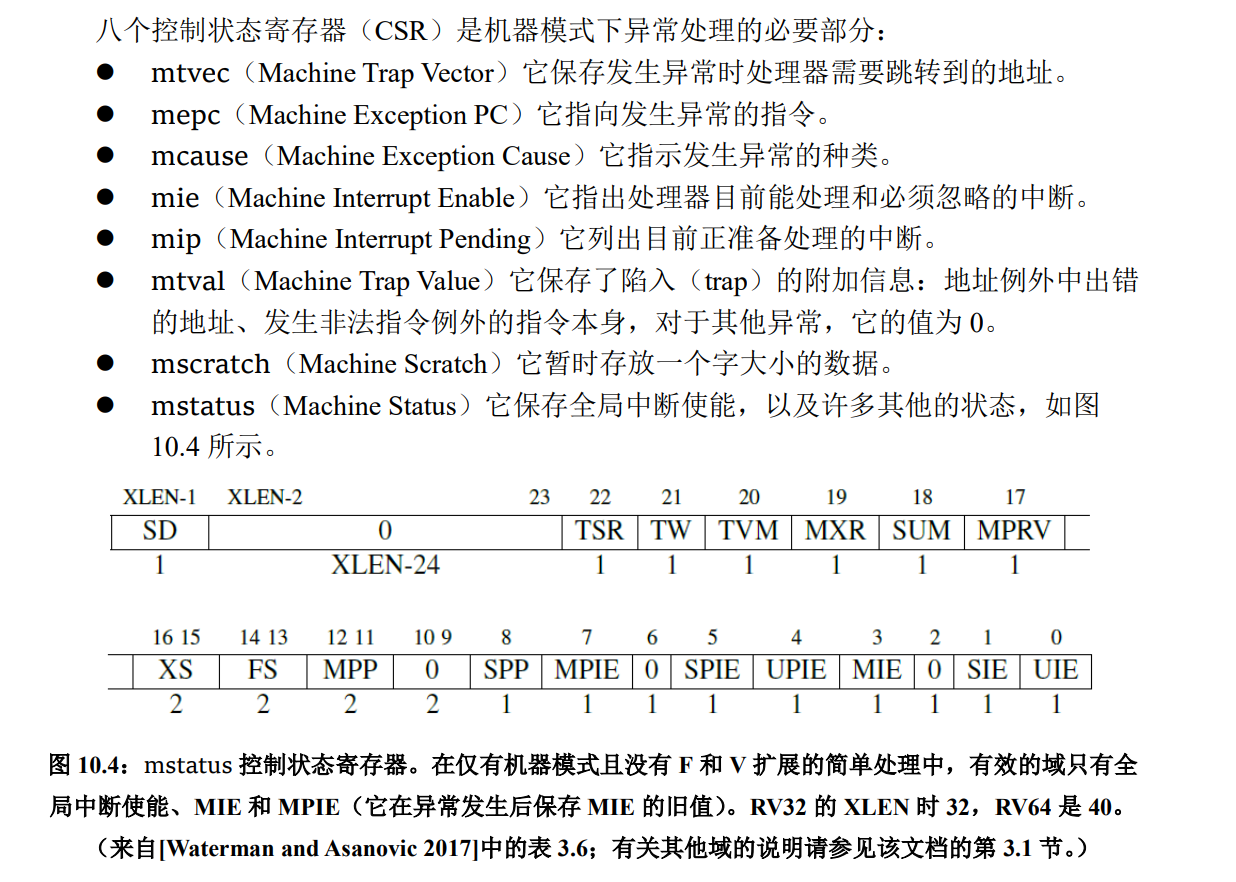 八个控制状态寄存器（CSR）是机器模式下异常处理的必要部分：
● mtvec（Machine Trap Vector）它保存发生异常时处理器需要跳转到的地址。
● mepc（Machine Exception PC）它指向发生异常的指令。
● mcause（Machine Exception Cause）它指示发生异常的种类。
● mie（Machine Interrupt Enable）它指出处理器目前能处理和必须忽略的中断。
● mip（Machine Interrupt Pending）它列出目前正准备处理的中断。
● mtval（Machine Trap Value）它保存了陷入（trap）的附加信息：地址例外中出错
的地址、发生非法指令例外的指令本身，对于其他异常，它的值为 0。
● mscratch（Machine Scratch）它暂时存放一个字大小的数据。
● mstatus（Machine Status）它保存全局中断使能，以及许多其他的状态，如图
10.4 所示。
XLEN-1 XLEN-2 23 22 21 20 19 18 17
SD 0 TSR TW TVM MXR SUM MPRV
1 XLEN-24 1 1 1 1 1 1
16 15 14 13 12 11 10 9 8 7 6 5 4 3 2 1 0
XS FS MPP 0 SPP MPIE 0 SPIE UPIE MIE 0 SIE UIE
2 2 2 2 1 1 1 1 1 1 1 1 1
图 10.4：mstatus 控制状态寄存器。在仅有机器模式且没有 F 和 V 扩展的简单处理中，有效的域只有全
局中断使能、MIE 和 MPIE（它在异常发生后保存 MIE 的旧值）。RV32 的 XLEN 时 32，RV64 是 40。
（来自[Waterman and Asanovic 2017]中的表 3.6；有关其他域的说明请参见该文档的第 3.1 节。）